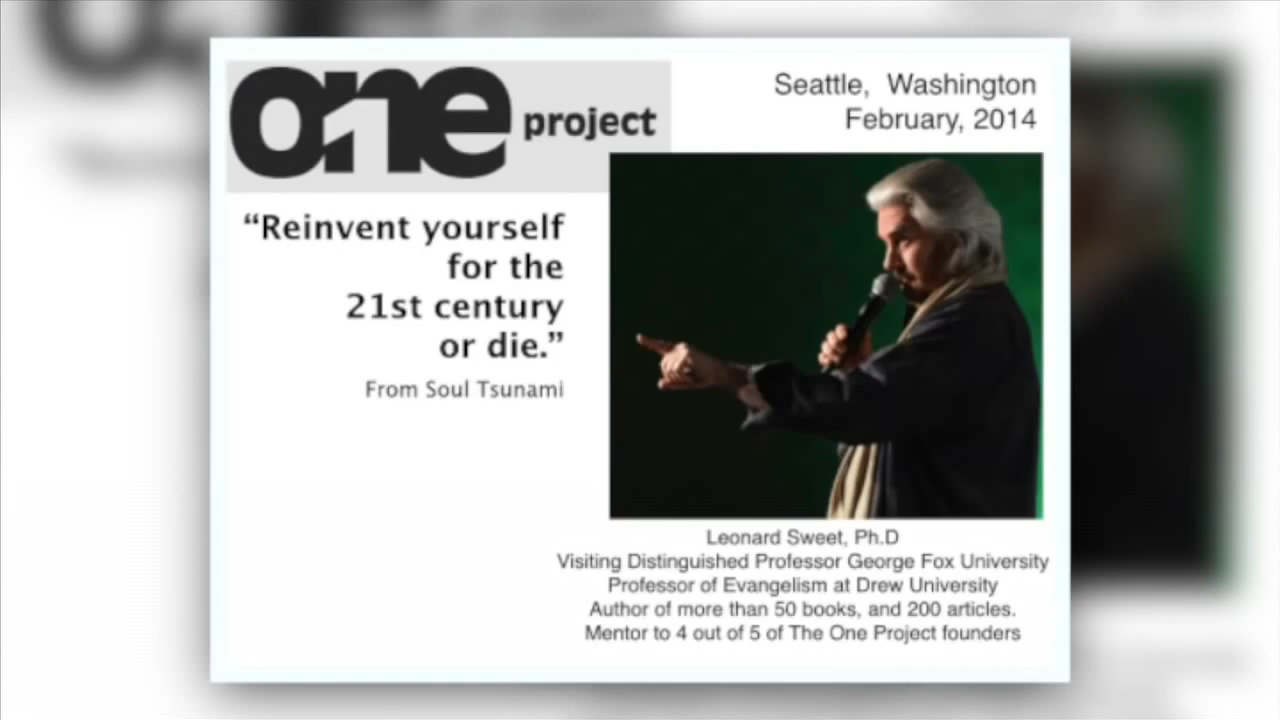 one project
Seattle, Washington
February, 2014
“Reinvent yourself
for the
21st century
or die.”
From Soul Tsunami
Leonard Sweet, Ph.D
Visiting Distinguished Professor George Fox University
Professor of Evangelism at Drew University
Author of more than 50 books, and 200 articles.
Mentor to 4 out of 5 of The One Project founders